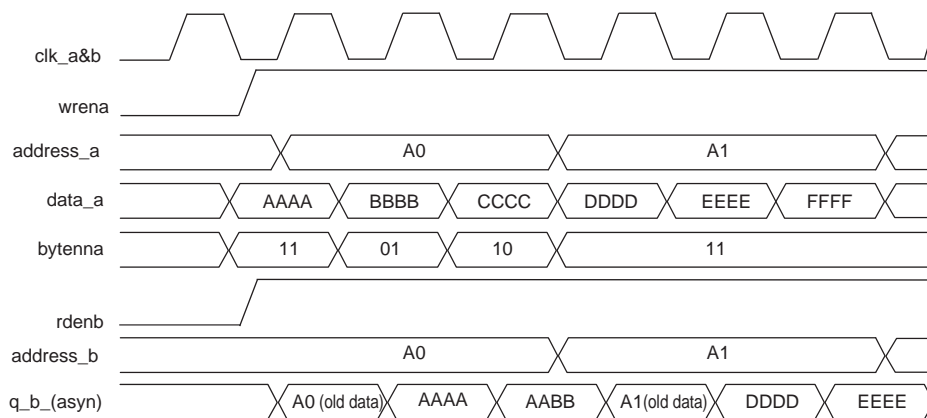 clk_a&b
wrena
address_a A0 A1
data_a AAAA BBBB CCCC DDDD EEEE FFFF
bytenna 11 01 10 11
rdenb
address_b A0 A1
q_b_(asyn) A0 (old data) AAAA AABB A1(old data) DDDD EEEE